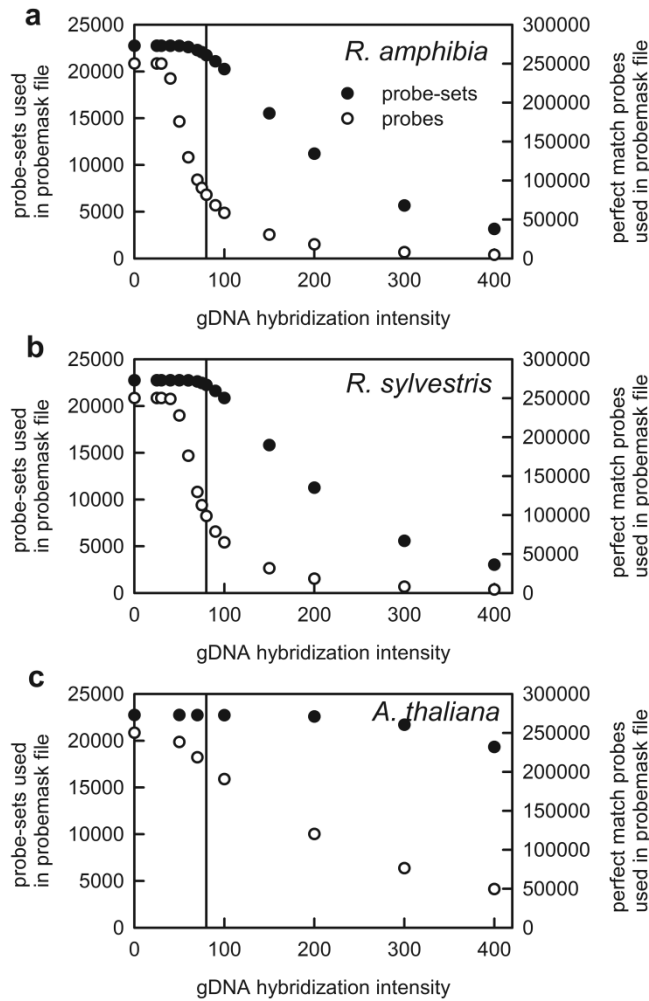 a
R. amphibia
probe-sets
probes
25000
20000
15000
10000
5000
0
300000
250000
200000
150000
100000
50000
0
0 100 200 300 400
probe-sets used
in probemask file
perfect match probes
used in probemask file
gDNA hybridization intensity
b
R. sylvestris
25000
20000
15000
10000
5000
0
300000
250000
200000
150000
100000
50000
0
0 100 200 300 400
probe-sets used
in probemask file
perfect match probes
used in probemask file
gDNA hybridization intensity
c
A. thaliana
25000
20000
15000
10000
5000
0
300000
250000
200000
150000
100000
50000
0
0 100 200 300 400
probe-sets used
in probemask file
perfect match probes
used in probemask file
gDNA hybridization intensity